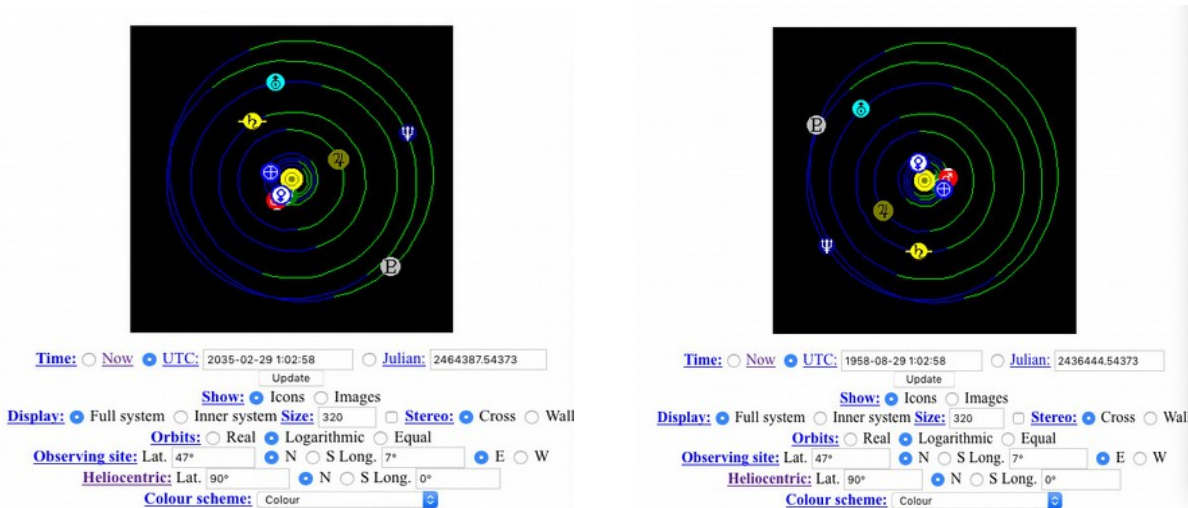 Time: Now UTC: 2035-02-29 1:02:58 Julian: 2464387.54373
Update
Show: Icons Images
Display: Full system Inner system Size: 320 Stereo: Cross Wall
Orbits: Real Logarithmic Equal
Observing site: Lat. 47° N S Long. 7° E W
Heliocentric: Lat. 90° N S Long. 0°
Colour scheme: Colour
Time: Now UTC: 1958-08-29 1:02:58 Julian: 2436444.54373
Update
Show: Icons Images
Display: Full system Inner system Size: 320 Stereo: Cross Wal
Orbits: Real Logarithmic Equal
Observing site: Lat. 47° N S Long. 7° E W
Heliocentric: Lat. 90° N S Long. 0°
Colour scheme: Colour